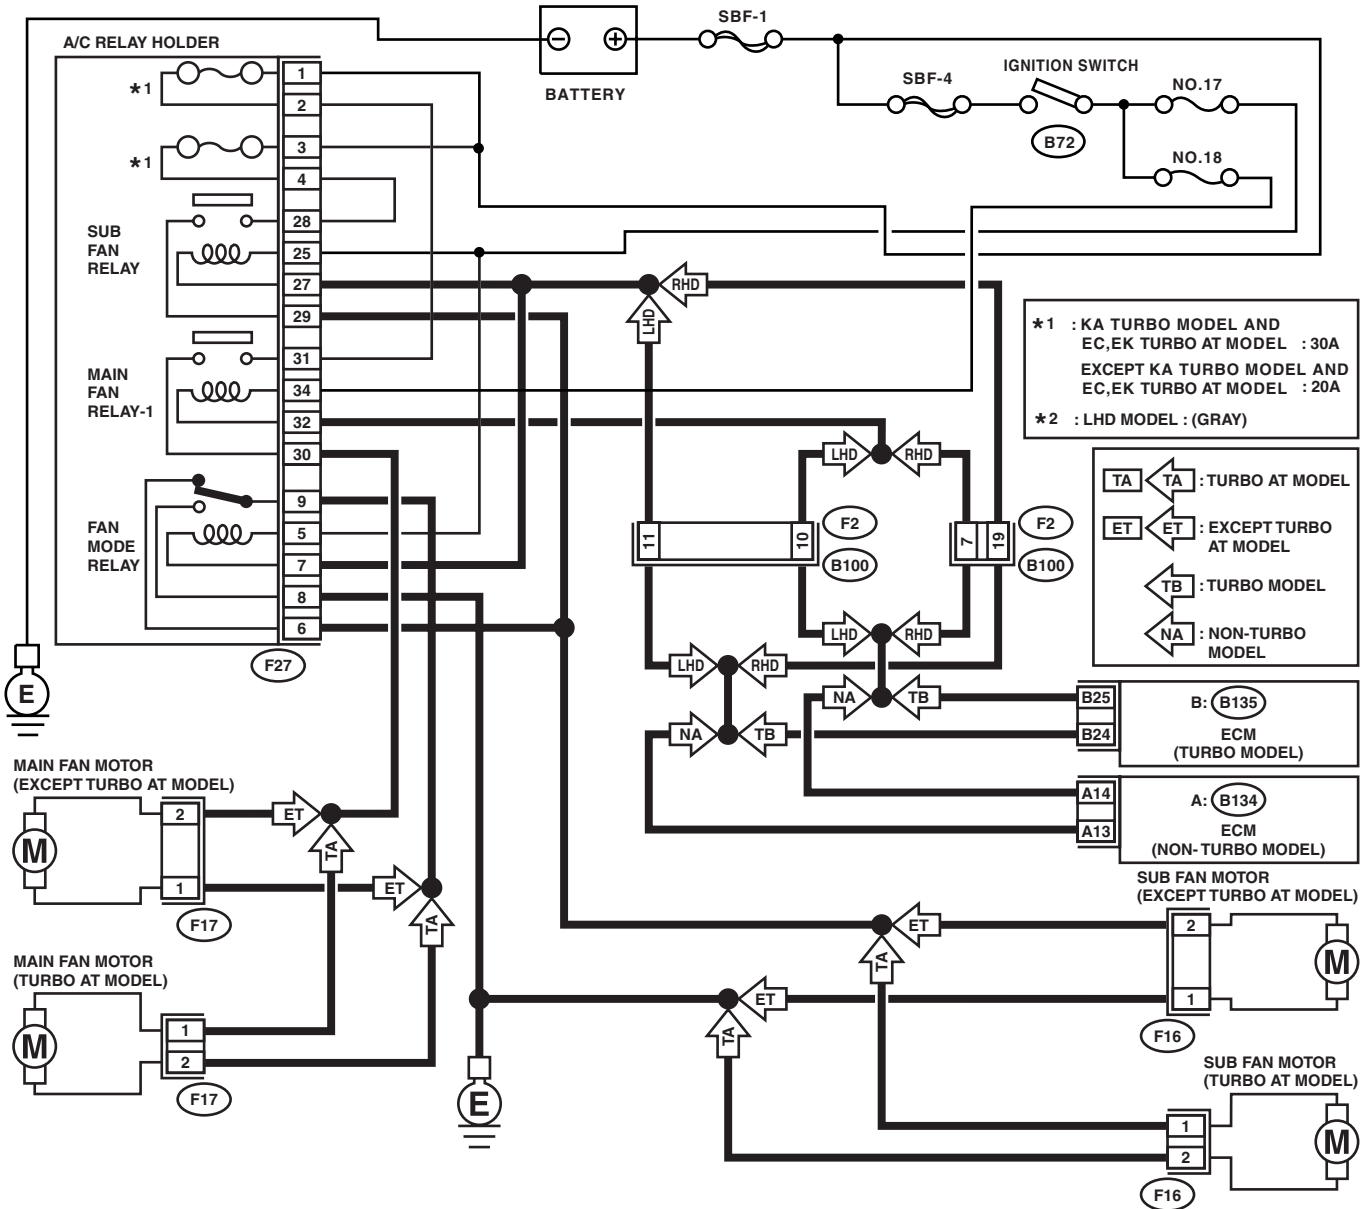 SBF-1
A/C RELAY HOLDER
BATTERY
SBF-4
IGNITION SWITCH
NO.17
B72
NO.18
*1
*1
1
2
3
4
28
25
27
29
31
34
32
30
9
5
7
8
6
SUB
FAN
RELAY
MAIN
FAN
RELAY-1
FAN
MODE
RELAY
F27
E
RHD
LHD
*1 : KA TURBO MODEL AND
EC,EK TURBO AT MODEL : 30A
EXCEPT KA TURBO MODEL AND
EC,EK TURBO AT MODEL : 20A
*2 : LHD MODEL : (GRAY)
LHD
RHD
11
10
F2
B100
7
19
F2
B100
TA
TA
: TURBO AT MODEL
ET
ET
: EXCEPT TURBO
AT MODEL
TB
: TURBO MODEL
NA
: NON-TURBO
MODEL
LHD
RHD
LHD
RHD
NA
TB
NA
TB
B25
B24
B: B135
ECM
(TURBO MODEL)
A14
A13
A: B134
ECM
(NON- TURBO MODEL)
MAIN FAN MOTOR
(EXCEPT TURBO AT MODEL)
M
2
1
F17
ET
TA
ET
TA
MAIN FAN MOTOR
(TURBO AT MODEL)
M
1
2
F17
E
SUB FAN MOTOR
(EXCEPT TURBO AT MODEL)
ET
TA
ET
TA
2
1
M
F16
SUB FAN MOTOR
(TURBO AT MODEL)
1
2
M
F16